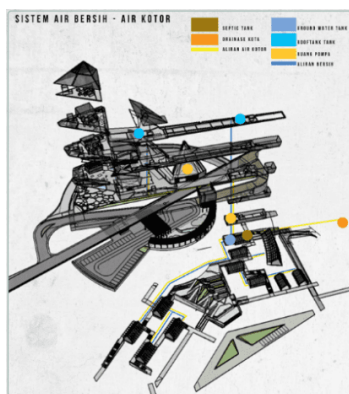 SISTEM AIR BERSIH - AIR KOTOR
SEPTIC TANK
DRAINASE KOTA
ALIRAN AIR KOTOR
GROUND WATER TANK
ROOFTANK TANK
RUANG POMPA
ALIRAN BERSIH